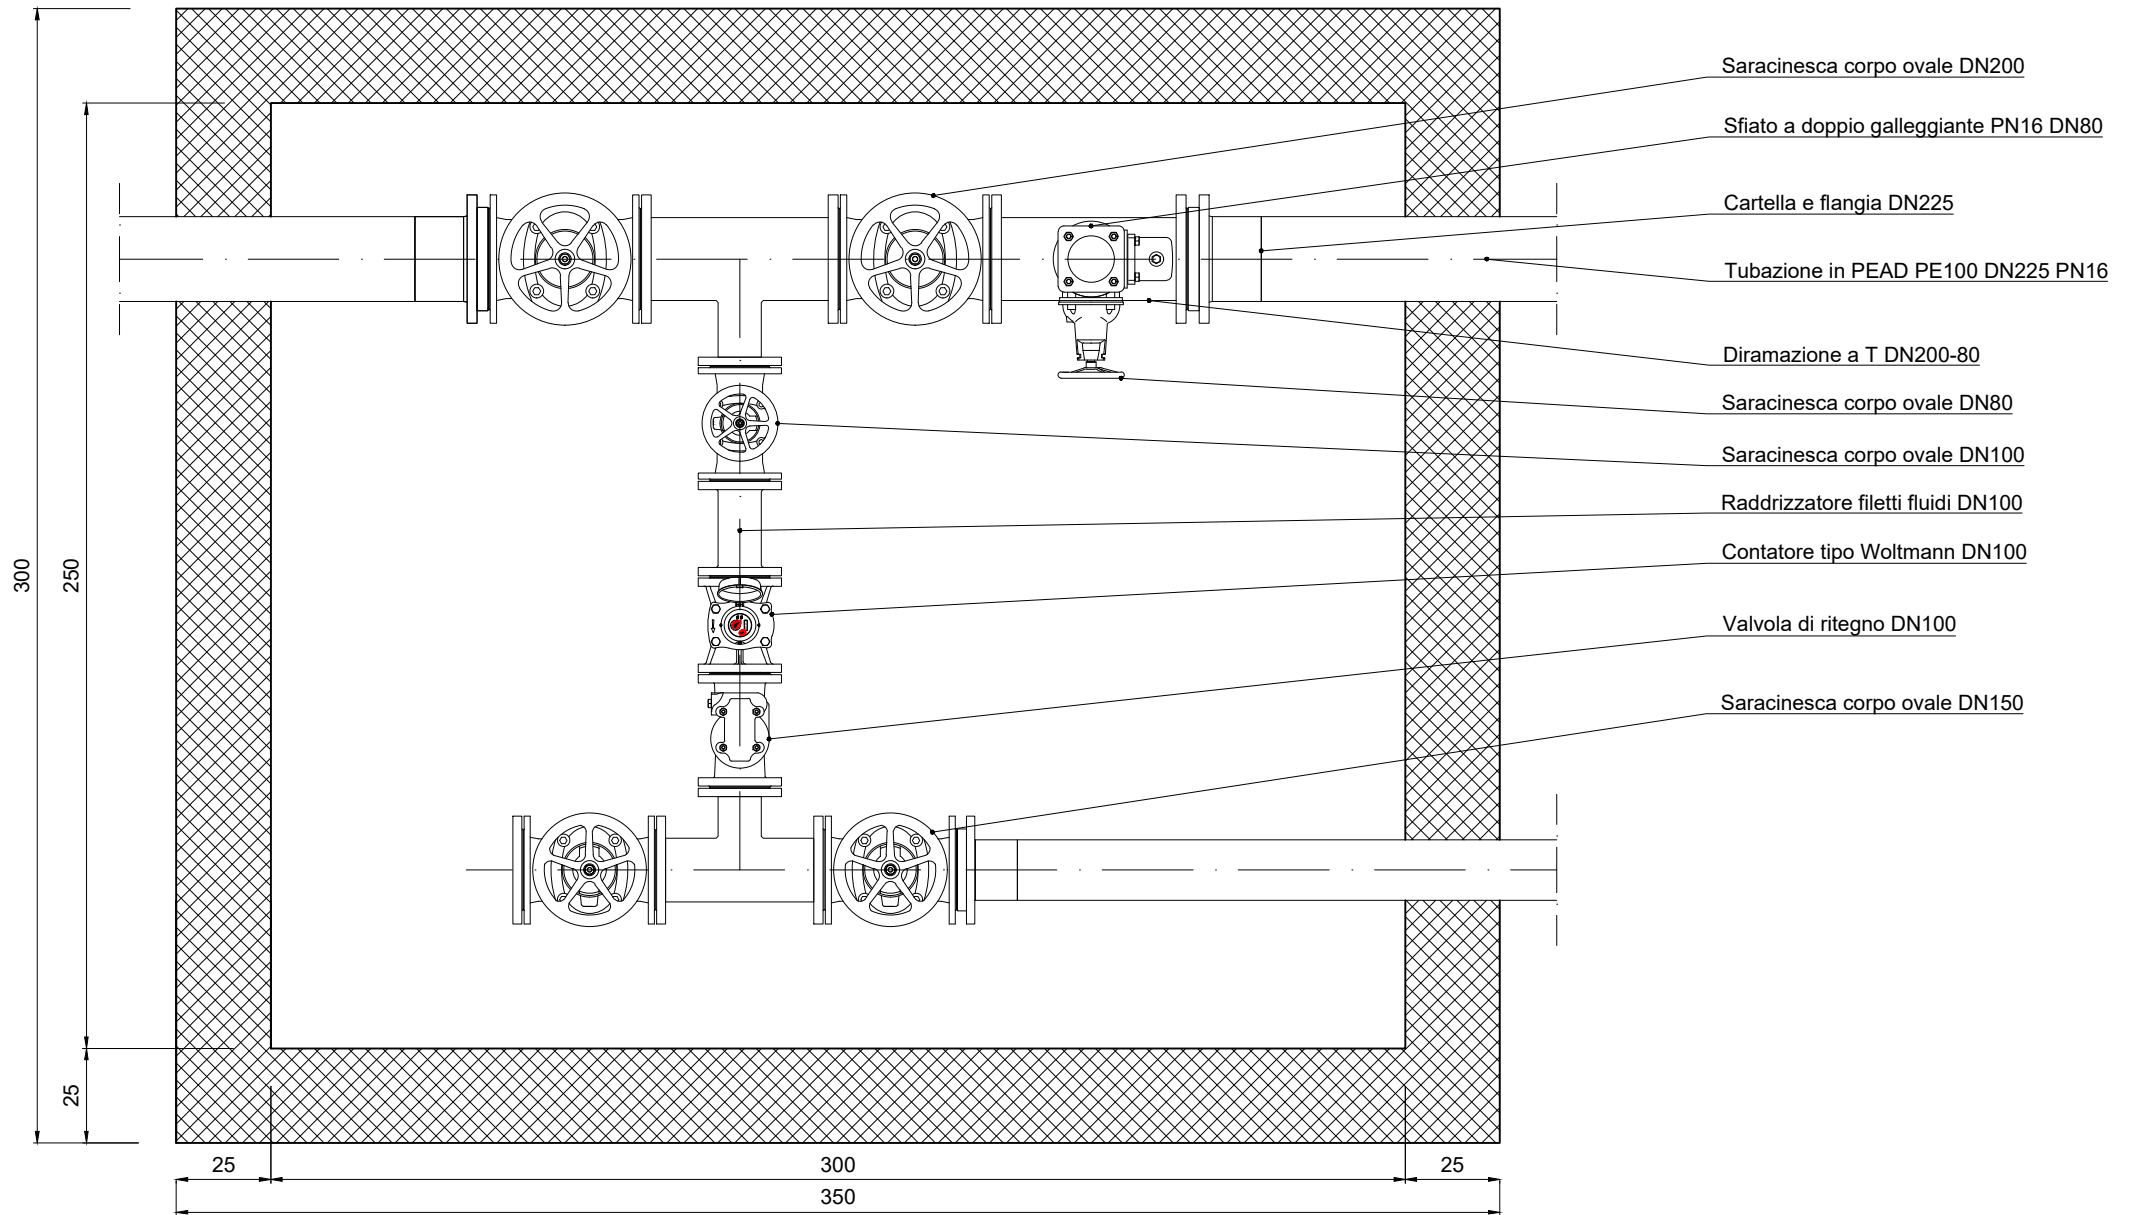 Saracinesca corpo ovale DN200
Sfiato a doppio galleggiante PN16 DN80
Cartella e flangia DN225
Tubazione in PEAD PE100 DN225 PN16
Diramazione a T DN200-80
Saracinesca corpo ovale DN80
Saracinesca corpo ovale DN100
Raddrizzatore filetti fluidi DN100
Contatore tipo Woltmann DN100
Valvola di ritegno DN100
Saracinesca corpo ovale DN150
300
250
25
25
300
25
350